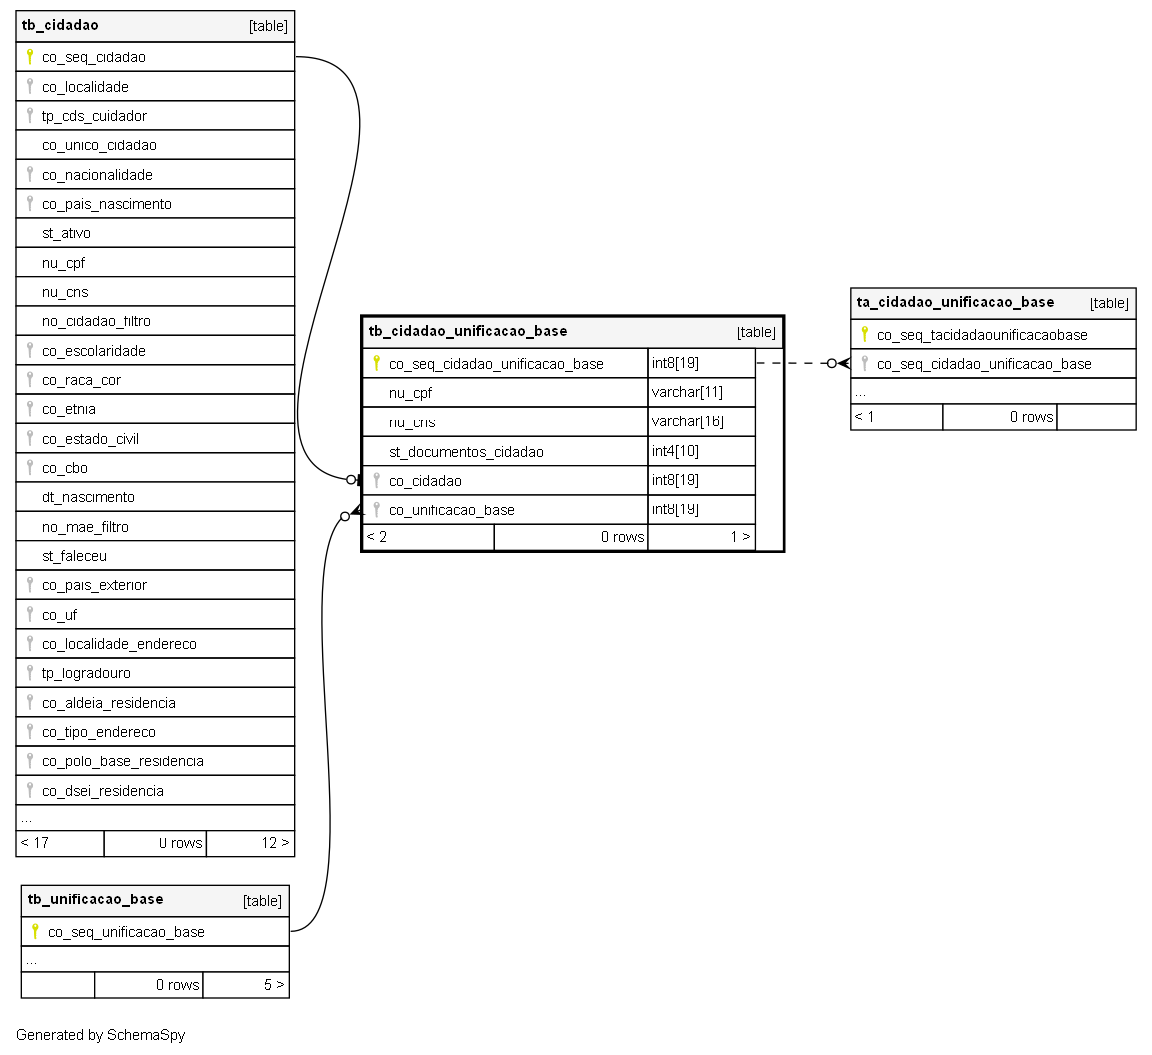 tb_cidadao [table]
co_seq_cidadao
co_localidade
tp_cds_cuidador
co_unico_cidadao
co_nacionalidade
co_pais_nascimento
st_ativo
nu_cpf
nu_cns
no_cidadao_filtro
co_escolaridade
co_raca_cor
co_etnia
co_estado_civil
co_cbo
dt_nascimento
no_mae_filtro
st_faleceu
co_pais_exterior
co_uf
co_localidade_endereco
tp_logradouro
co_aldeia_residencia
co_tipo_endereco
co_polo_base_residencia
co_dsei_residencia
...
< 17 0 rows 12 >
tb_unificacao_base [table]
co_seq_unificacao_base
...
0 rows 5 >
tb_cidadao_unificacao_base [table]
co_seq_cidadao_unificacao_base int8[19]
nu_cpf varchar[11]
nu_cns varchar[16]
st_documentos_cidadao int4[10]
co_cidadao int8[19]
co_unificacao_base int8[19]
< 2 0 rows 1 >
ta_cidadao_unificacao_base [table]
co_seq_tacidadaounificacaobase
co_seq_cidadao_unificacao_base
...
< 1 0 rows
Generated by SchemaSpy